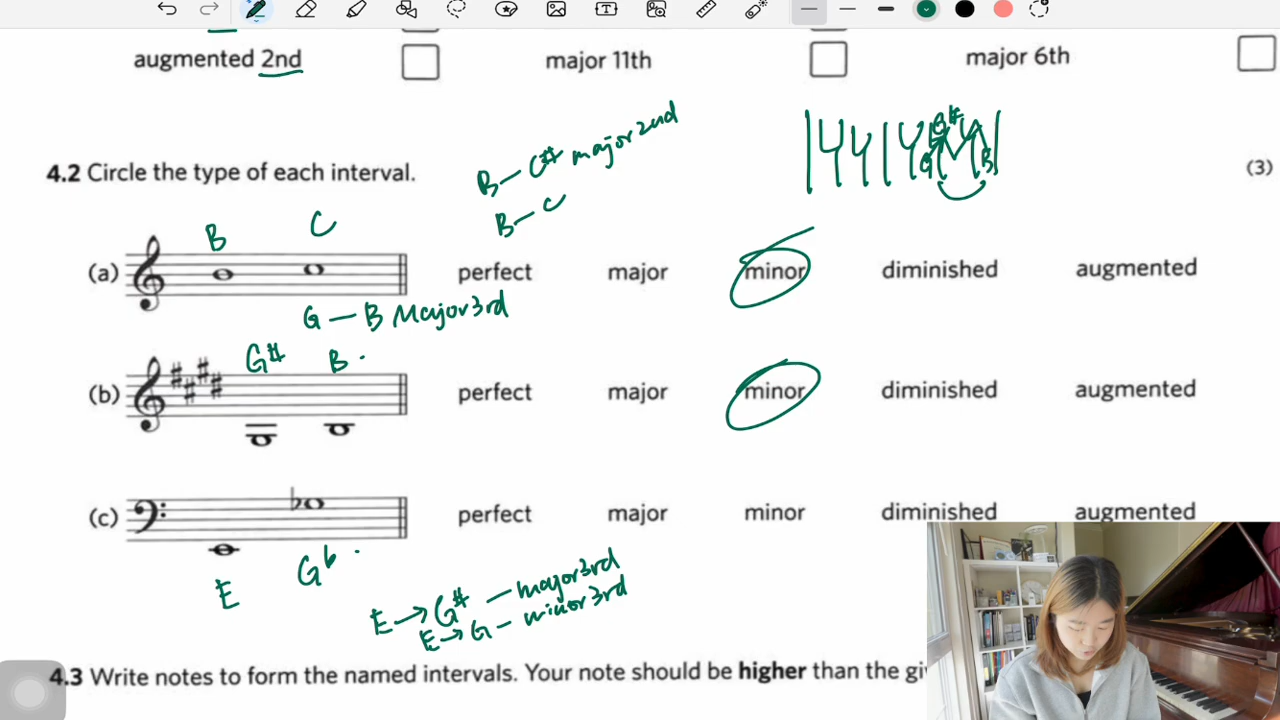 augmented 2nd major 11th major 6th
4.2 Circle the type of each interval. (3)
B – C# major 2nd
B – C
B C
(a) perfect major minor diminished augmented
G – B Major 3rd
G# B
(b) perfect major minor diminished augmented
(c) perfect major minor diminished augmented
E Gb
E → G# – major 3rd
E → G – minor 3rd
4.3 Write notes to form the named intervals. Your note should be higher than the